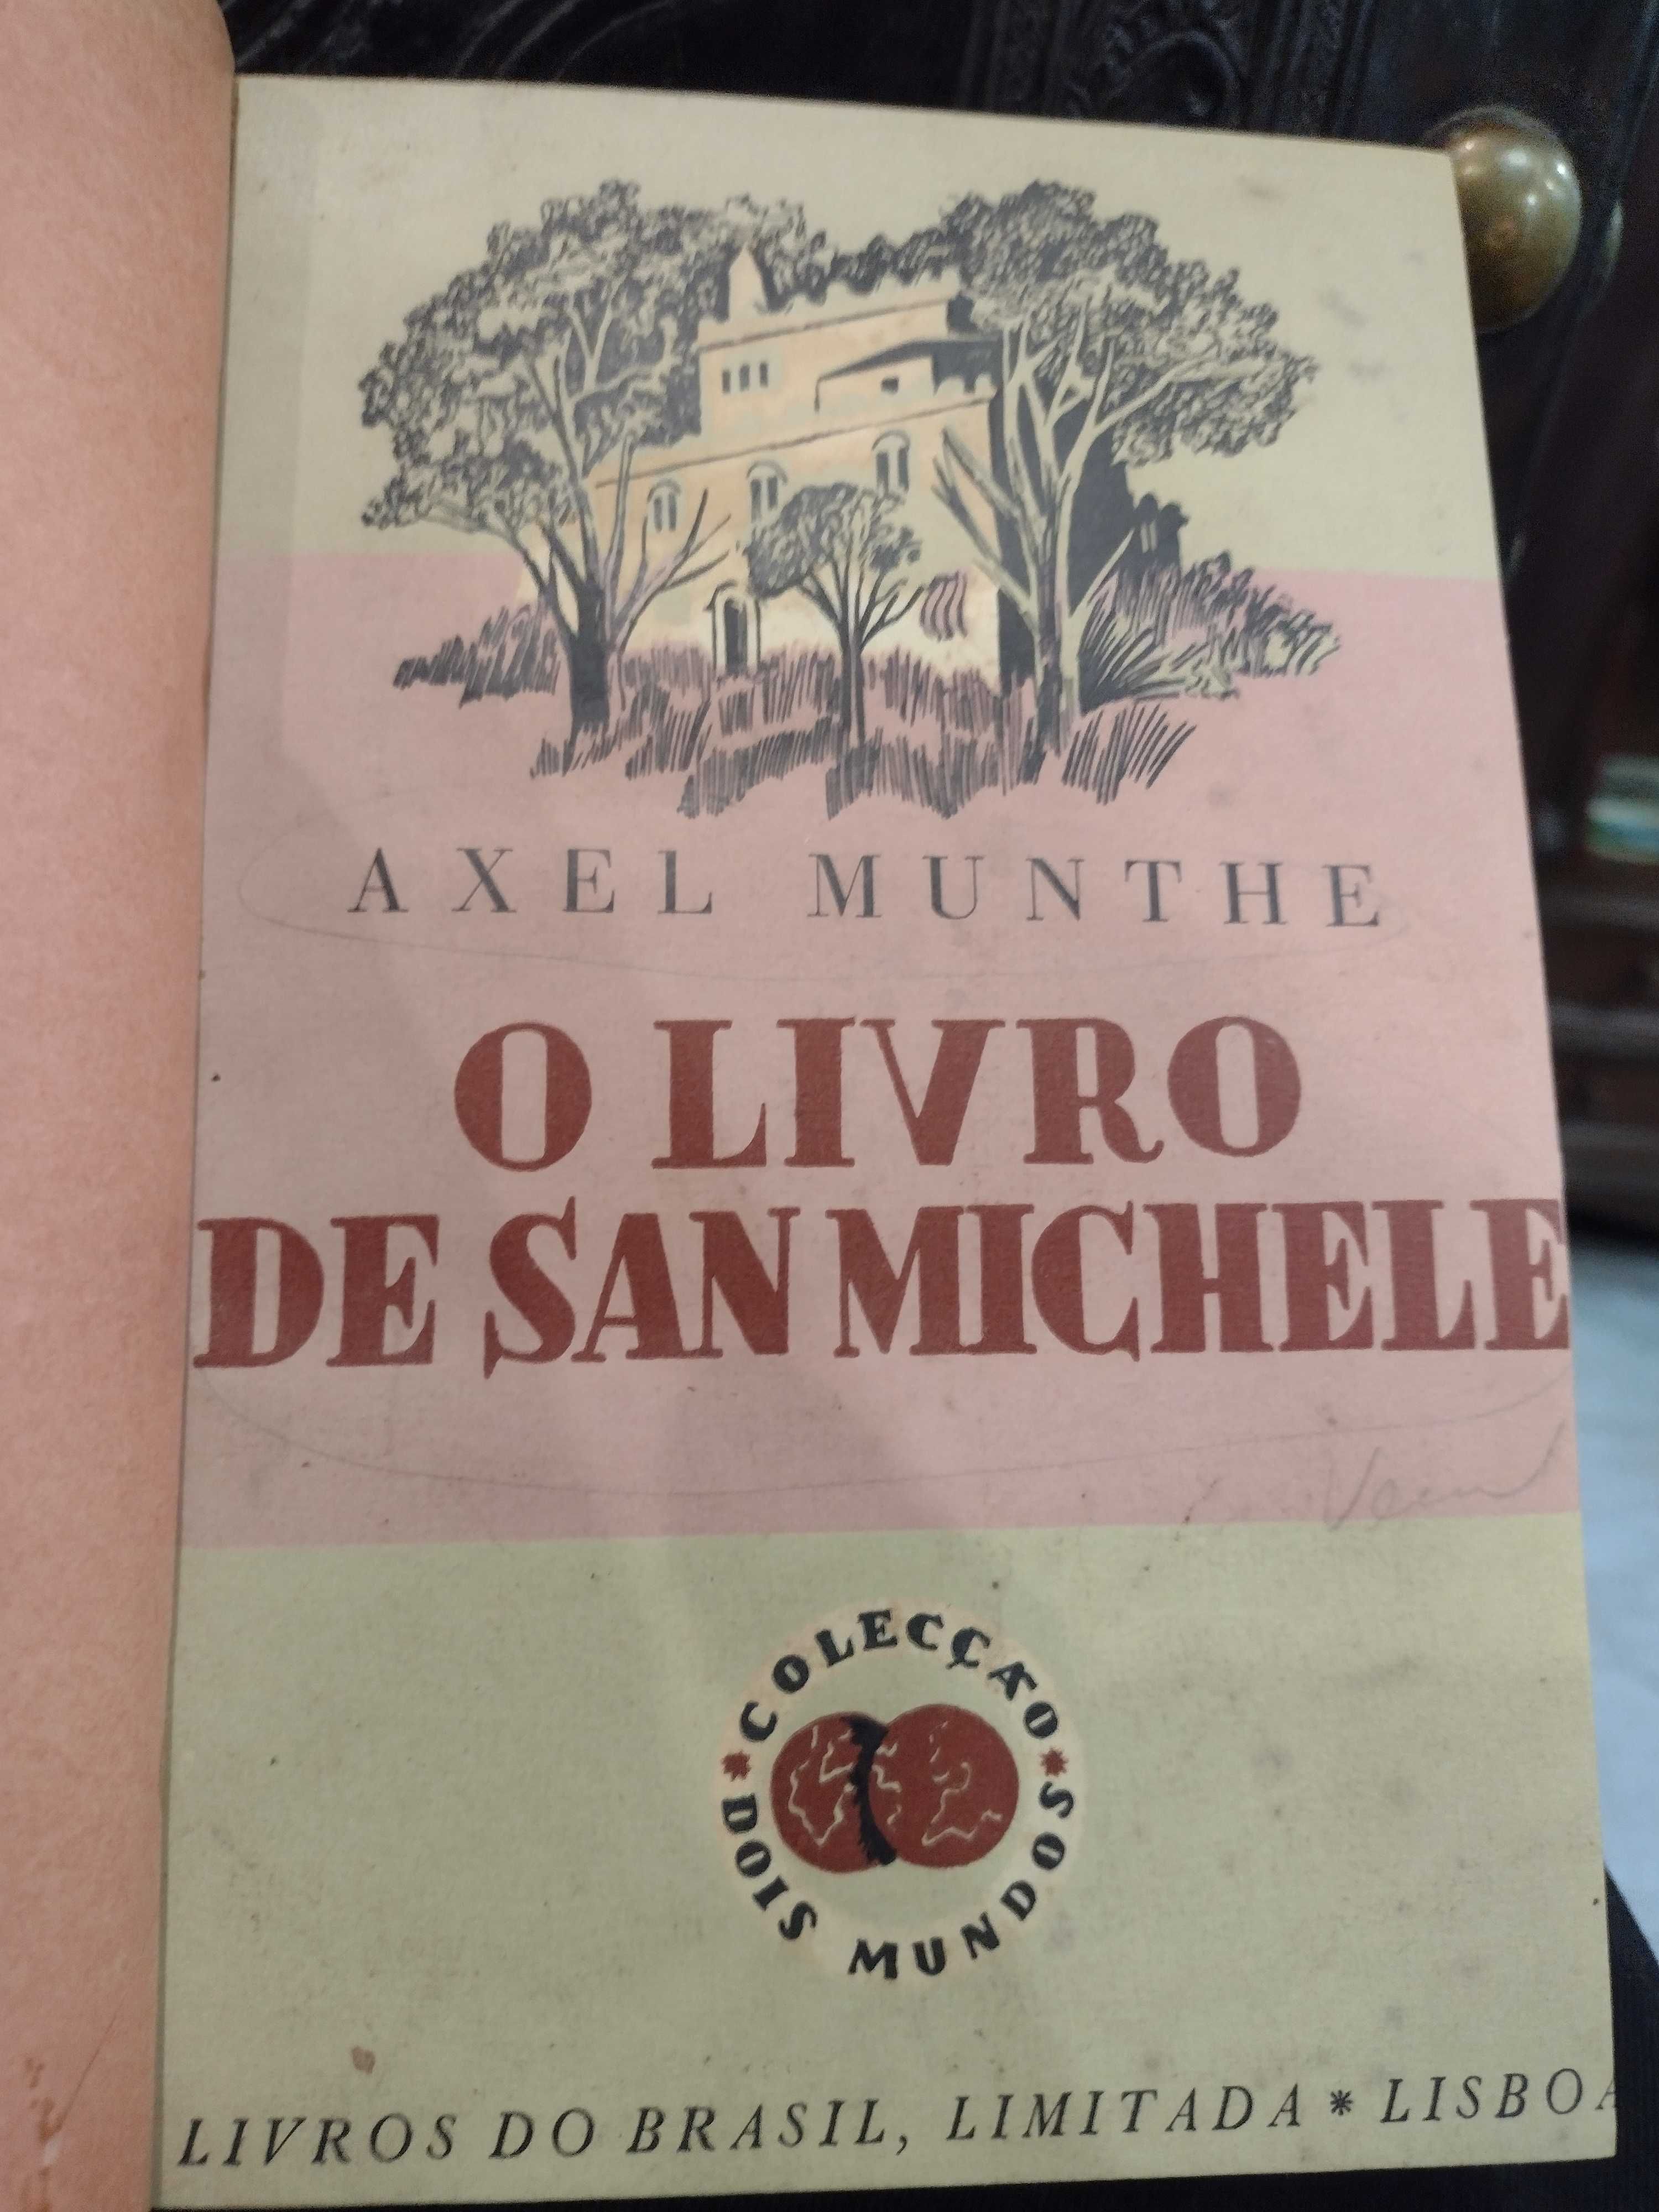 AXEL MUNTHE
O LIVRO
DE SAN MICHELE
COLECÇÃO
DOIS MUNDOS
LIVROS DO BRASIL, LIMITADA * LISBOA